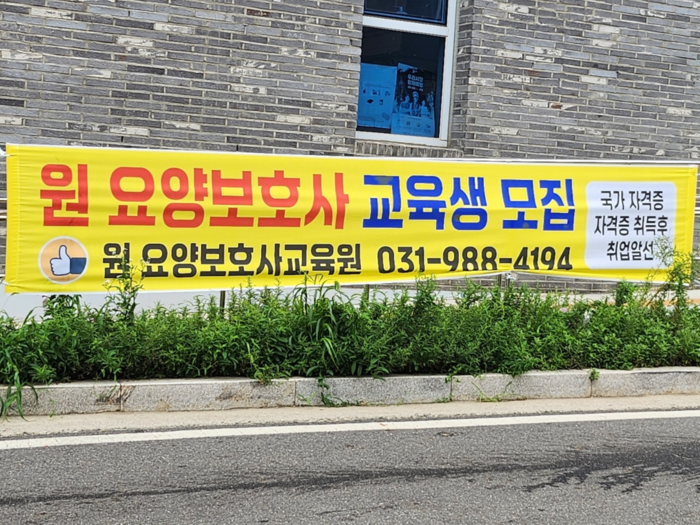 원 요양보호사 교육생 모집
원 요양보호사교육원 031-988-4194
국가 자격증
자격증 취득후
취업알선